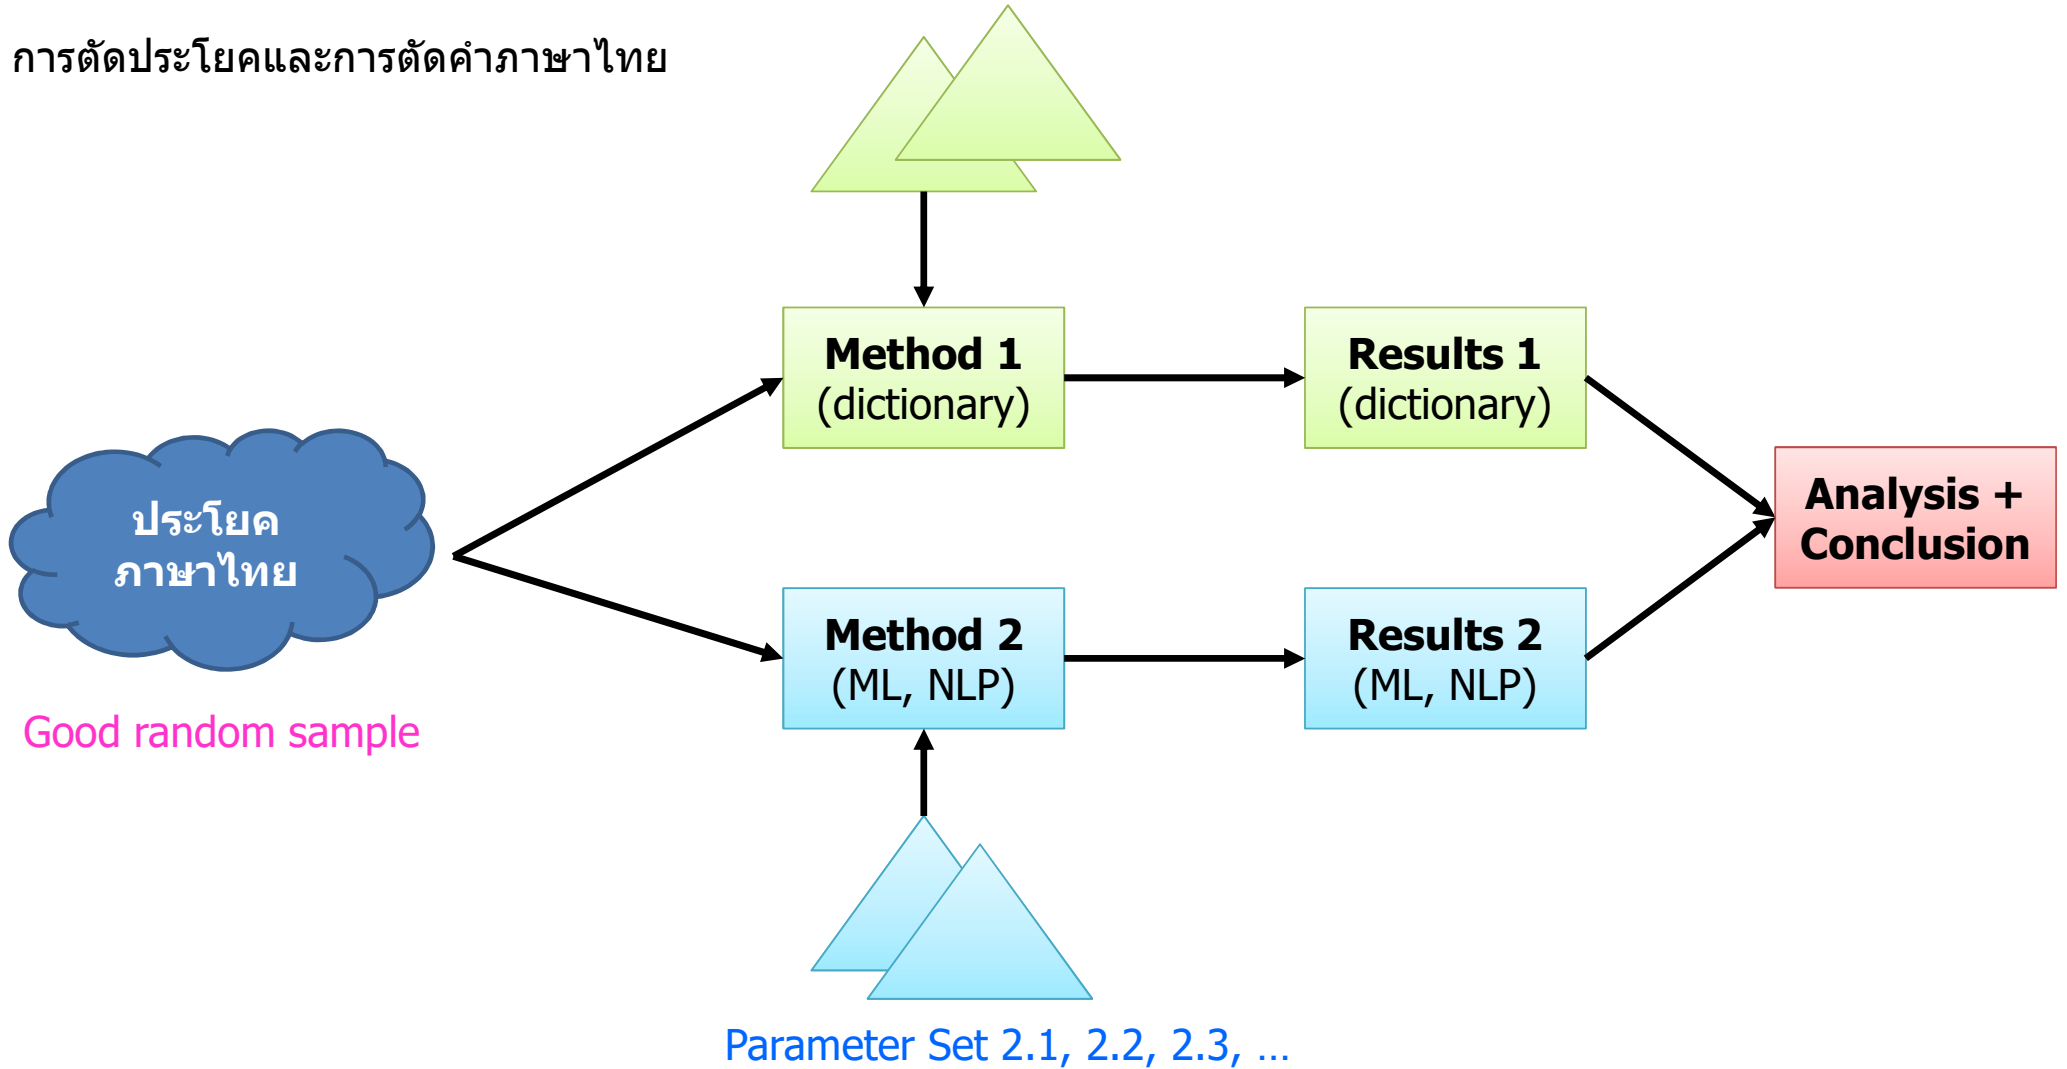 การตัดประโยคและการตัดคำภาษาไทย
Method 1
(dictionary)
Results 1
(dictionary)
ประโยค
ภาษาไทย
Good random sample
Analysis +
Conclusion
Method 2
(ML, NLP)
Results 2
(ML, NLP)
Parameter Set 2.1, 2.2, 2.3, …